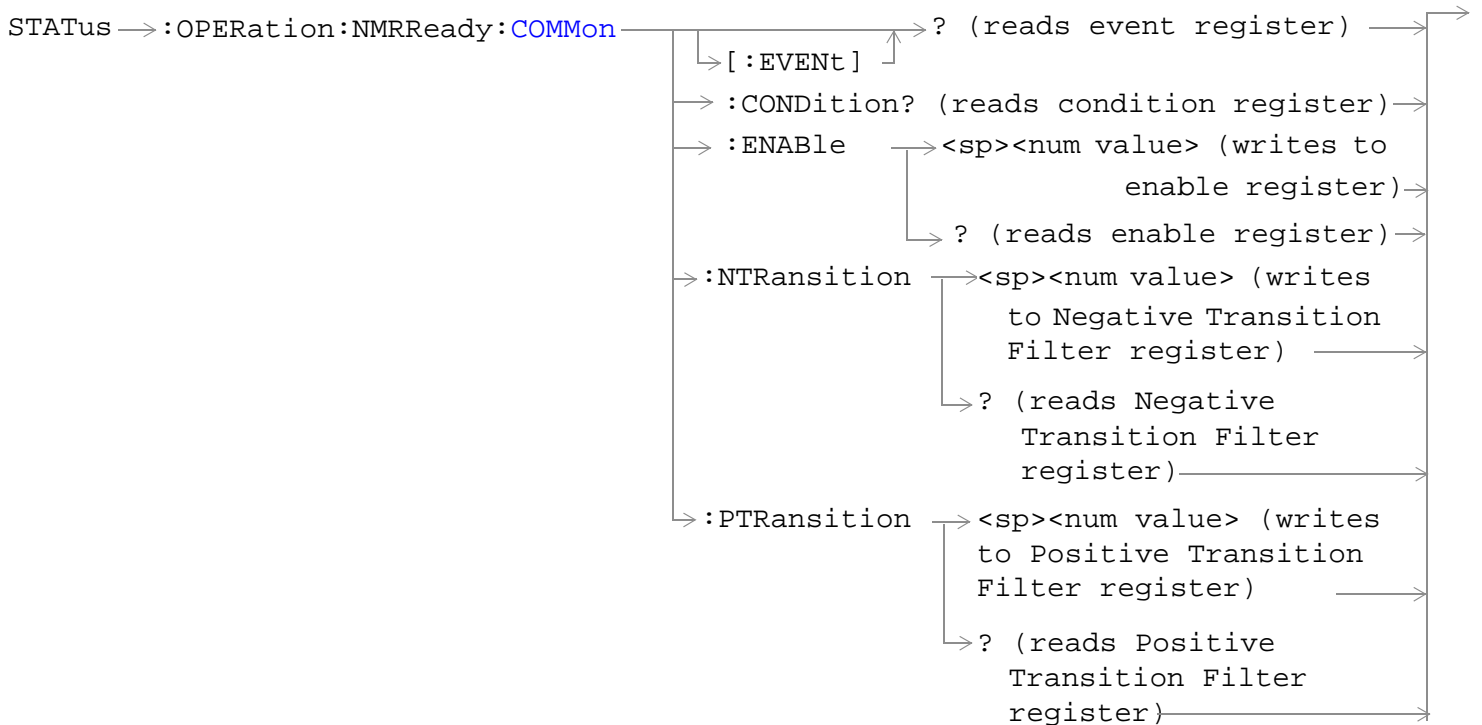 STATus :OPERation:NMRReady:COMMon ? (reads event register)
[:EVENt]
:CONDition? (reads condition register)
:ENABle <sp><num value> (writes to
enable register)
? (reads enable register)
:NTRansition <sp><num value> (writes
to Negative Transition
Filter register)
? (reads Negative
Transition Filter
register)
:PTRansition <sp><num value> (writes
to Positive Transition
Filter register)
? (reads Positive
Transition Filter
register)